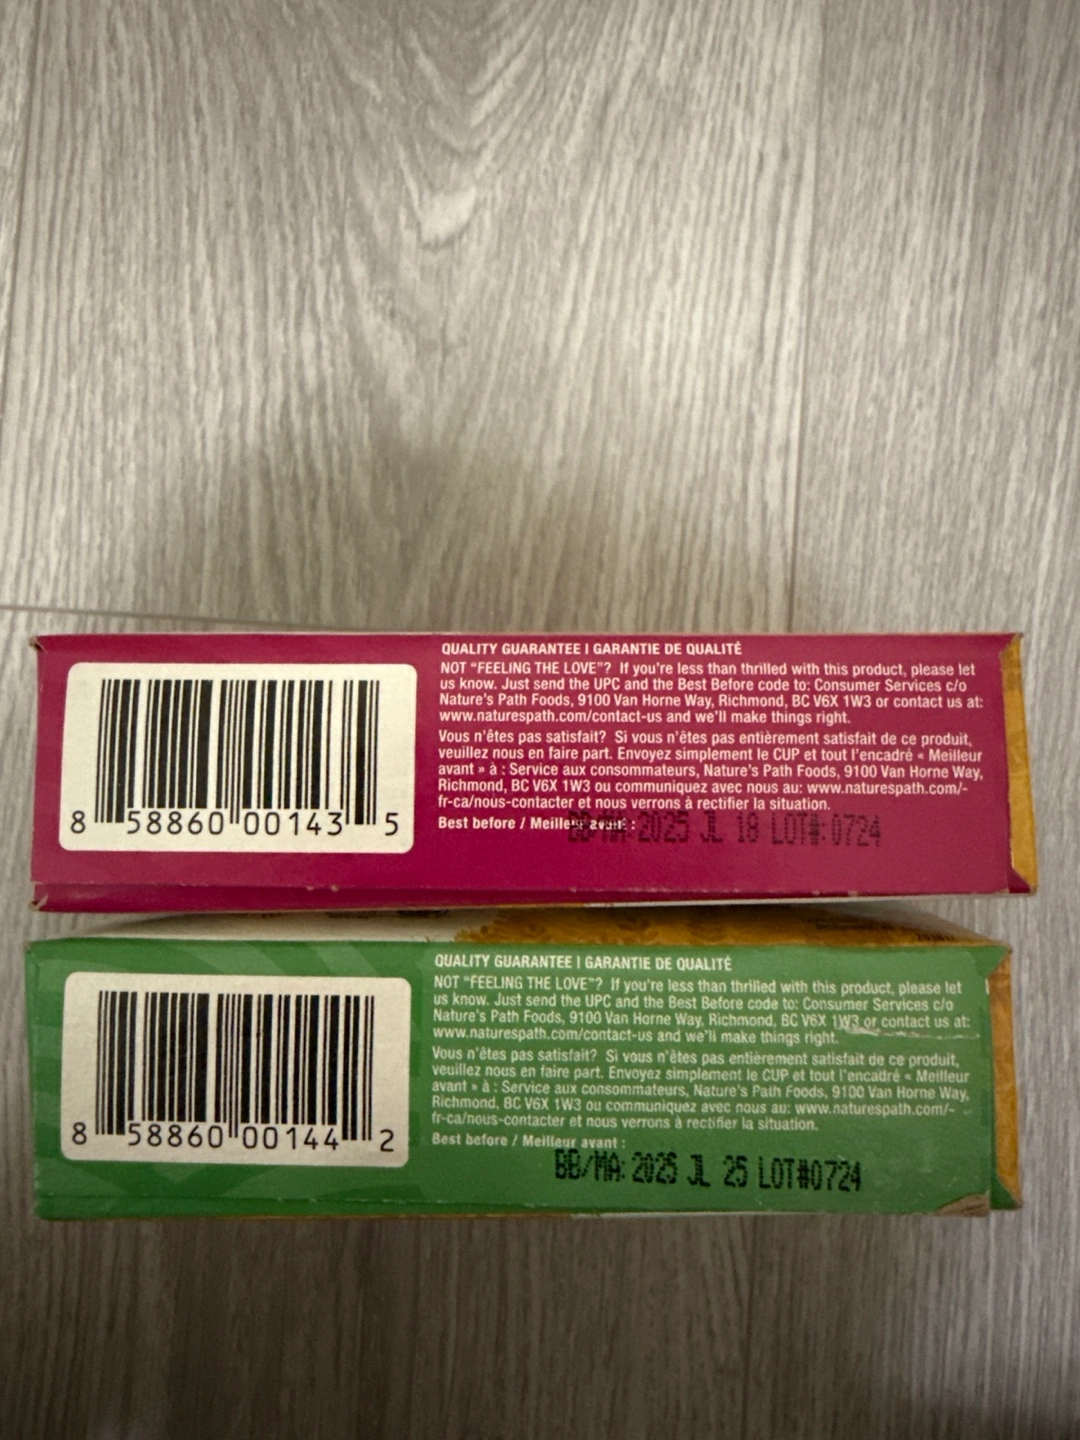 QUALITY GUARANTEE | GARANTIE DE QUALITÉ
NOT “FEELING THE LOVE”? If you're less than thrilled with this product, please let
us know. Just send the UPC and the Best Before code to: Consumer Services c/o
Nature's Path Foods, 9100 Van Horne Way, Richmond, BC V6X 1W3 or contact us at:
www.naturespath.com/contact-us and we'll make things right.
Vous n'êtes pas satisfait? Si vous n'êtes pas entièrement satisfait de ce produit,
veuillez nous en faire part. Envoyez simplement le CUP et tout l'encadré « Meilleur
avant » à : Service aux consommateurs, Nature's Path Foods, 9100 Van Horne Way,
Richmond, BC V6X 1W3 ou communiquez avec nous au: www.naturespath.com/-
fr-ca/nous-contacter et nous verrons à rectifier la situation.
Best before / Meilleur avant :
BB/MA: 2025 JL 18 LOT#: 0724
8 58860 00143 5
QUALITY GUARANTEE | GARANTIE DE QUALITÉ
NOT “FEELING THE LOVE”? If you're less than thrilled with this product, please let
us know. Just send the UPC and the Best Before code to: Consumer Services c/o
Nature's Path Foods, 9100 Van Horne Way, Richmond, BC V6X 1W3 or contact us at:
www.naturespath.com/contact-us and we'll make things right.
Vous n'êtes pas satisfait? Si vous n'êtes pas entièrement satisfait de ce produit,
veuillez nous en faire part. Envoyez simplement le CUP et tout l'encadré « Meilleur
avant » à : Service aux consommateurs, Nature's Path Foods, 9100 Van Horne Way,
Richmond, BC V6X 1W3 ou communiquez avec nous au: www.naturespath.com/-
fr-ca/nous-contacter et nous verrons à rectifier la situation.
Best before / Meilleur avant :
BB/MA: 2025 JL 25 LOT#0724
8 58860 00144 2